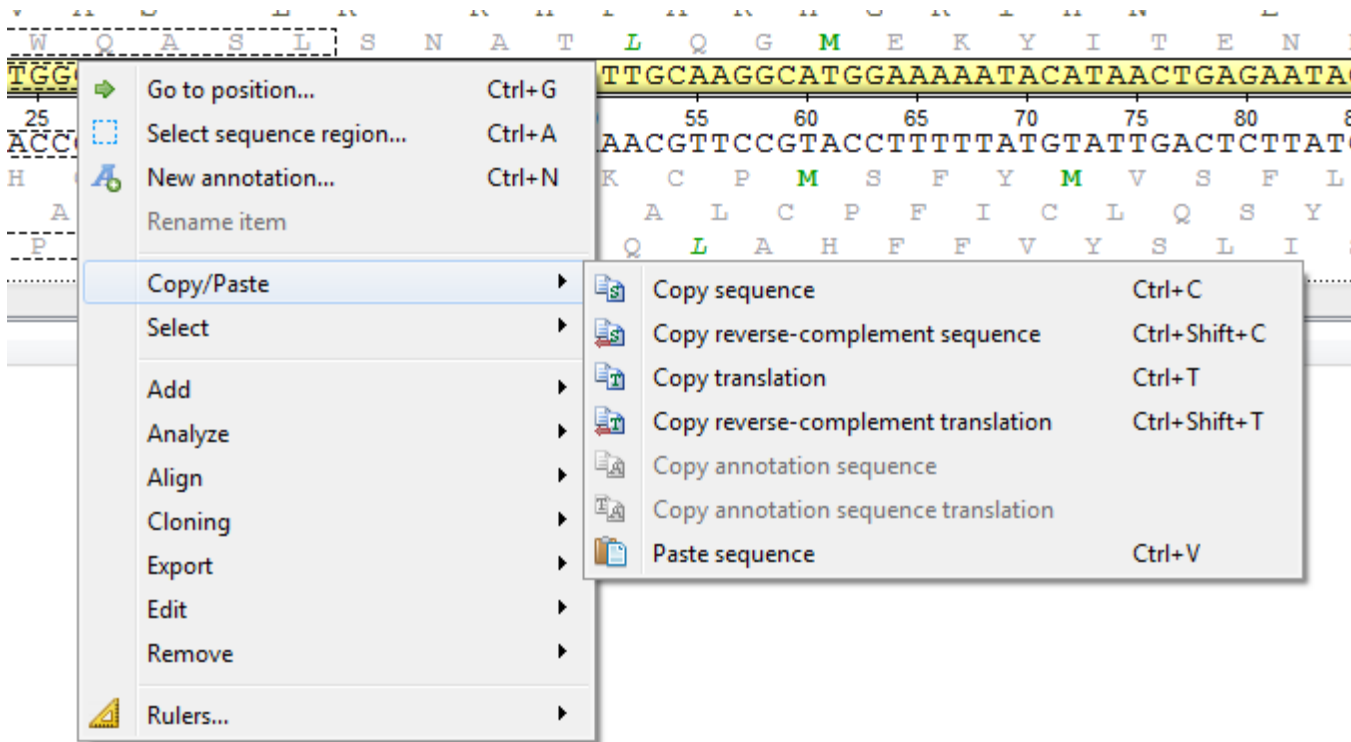 W Q A S L S N A T L Q G M E K Y I T E N
TGG TTGCAAGGCATGGAAAAATACATAACTGAGAATA
25 55 60 65 70 75 80
ACC AACGTTCCGTACCTTTTTATGTATTGACTCTTAT
H K C P M S F Y M V S F L
A A L C P F I C L Q S Y
P Q L A H F F V Y S L I
Go to position... Ctrl+G
Select sequence region... Ctrl+A
New annotation... Ctrl+N
Rename item
Copy/Paste
Select
Add
Analyze
Align
Cloning
Export
Edit
Remove
Rulers...
Copy sequence Ctrl+C
Copy reverse-complement sequence Ctrl+Shift+C
Copy translation Ctrl+T
Copy reverse-complement translation Ctrl+Shift+T
Copy annotation sequence
Copy annotation sequence translation
Paste sequence Ctrl+V